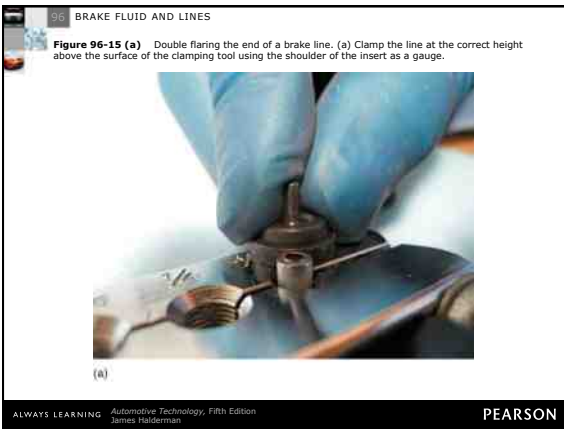 96 BRAKE FLUID AND LINES
Figure 96-15 (a) Double flaring the end of a brake line. (a) Clamp the line at the correct height
above the surface of the clamping tool using the shoulder of the insert as a gauge.
(a)
ALWAYS LEARNING
Automotive Technology, Fifth Edition
James Halderman
PEARSON